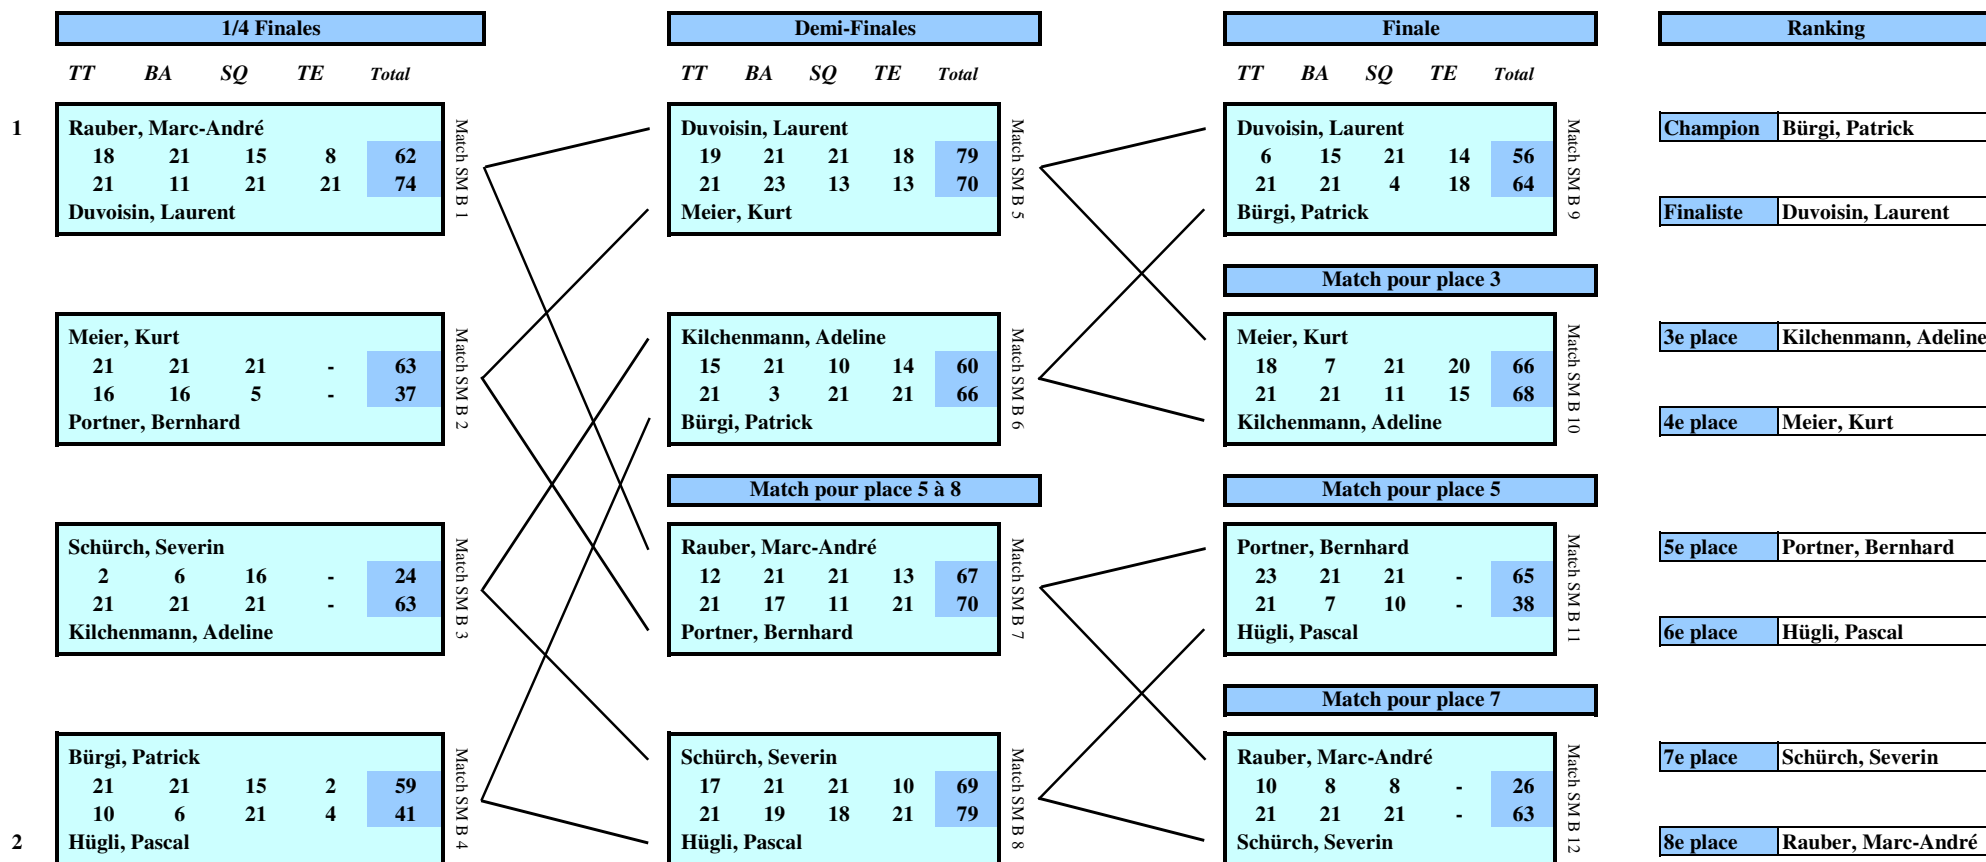 1/4 Finales Demi-Finales Finale Ranking
TT BA SQ TE Total TT BA SQ TE Total TT BA SQ TE Total
1 Rauber, Marc-André Duvoisin, Laurent Duvoisin, Laurent Champion Bürgi, Patrick
18 21 15 8 62 19 21 21 18 79 6 15 21 14 56
21 11 21 21 74 21 23 13 13 70 21 21 4 18 64
Duvoisin, Laurent Meier, Kurt Bürgi, Patrick Finaliste Duvoisin, Laurent
Match SM B 1 Match SM B 5 Match SM B 9
Match pour place 3
Meier, Kurt Kilchenmann, Adeline Meier, Kurt 3e place Kilchenmann, Adeline
21 21 21 - 63 15 21 10 14 60 18 7 21 20 66
16 16 5 - 37 21 3 21 21 66 21 21 11 15 68
Portner, Bernhard Bürgi, Patrick Kilchenmann, Adeline 4e place Meier, Kurt
Match SM B 2 Match SM B 6 Match SM B 10
Match pour place 5 à 8 Match pour place 5
Schürch, Severin Rauber, Marc-André Portner, Bernhard 5e place Portner, Bernhard
2 6 16 - 24 12 21 21 13 67 23 21 21 - 65
21 21 21 - 63 21 17 11 21 70 21 7 10 - 38
Kilchenmann, Adeline Portner, Bernhard Hügli, Pascal 6e place Hügli, Pascal
Match SM B 3 Match SM B 7 Match SM B 11
Match pour place 7
Bürgi, Patrick Schürch, Severin Rauber, Marc-André 7e place Schürch, Severin
21 21 15 2 59 17 21 21 10 69 10 8 8 - 26
10 6 21 4 41 21 19 18 21 79 21 21 21 - 63
2 Hügli, Pascal Hügli, Pascal Schürch, Severin 8e place Rauber, Marc-André
Match SM B 4 Match SM B 8 Match SM B 12